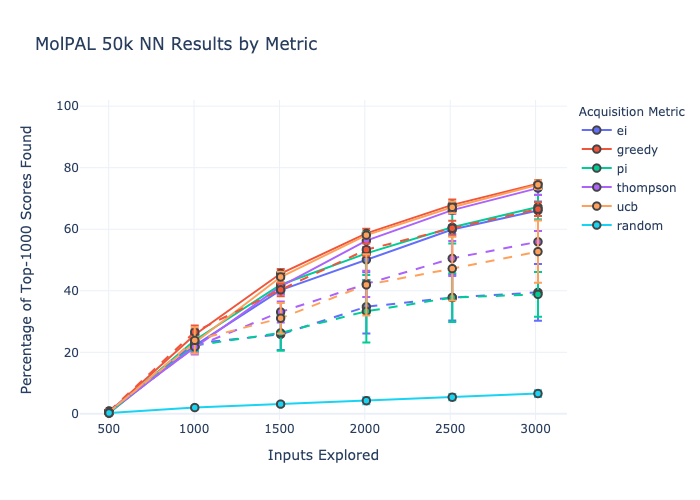 MolPAL 50k NN Results by Metric
Percentage of Top-1000 Scores Found
100
80
60
40
20
0
500
1000
1500
2000
2500
3000
Inputs Explored
Acquisition Metric
ei
greedy
pi
thompson
ucb
random